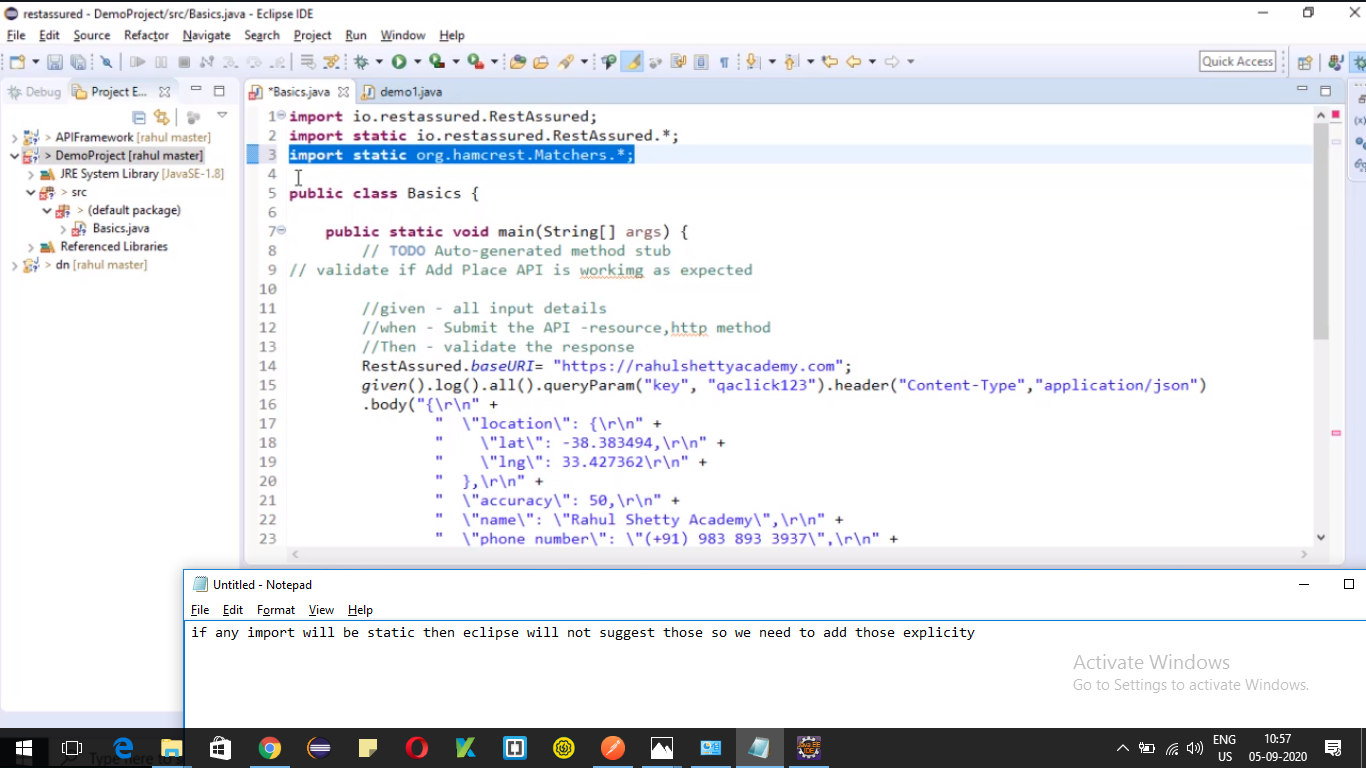 restassured - DemoProject/src/Basics.java - Eclipse IDE
File Edit Source Refactor Navigate Search Project Run Window Help
Quick Access
Debug Project E... *Basics.java demo1.java
> APIFramework [rahul master]
> DemoProject [rahul master]
JRE System Library [JavaSE-1.8]
> src
> (default package)
Basics.java
Referenced Libraries
> dn [rahul master]
1 import io.restassured.RestAssured;
2 import static io.restassured.RestAssured.*;
3 import static org.hamcrest.Matchers.*;
4
5 public class Basics {
6
7 public static void main(String[] args) {
8 // TODO Auto-generated method stub
9 // validate if Add Place API is workimg as expected
10
11 //given - all input details
12 //when - Submit the API -resource,http method
13 //Then - validate the response
14 RestAssured.baseURI= "https://rahulshettyacademy.com";
15 given().log().all().queryParam("key", "qaclick123").header("Content-Type","application/json")
16 .body("{\r\n" +
17 " \"location\": {\r\n" +
18 " \"lat\": -38.383494,\r\n" +
19 " \"lng\": 33.427362\r\n" +
20 " },\r\n" +
21 " \"accuracy\": 50,\r\n" +
22 " \"name\": \"Rahul Shetty Academy\",\r\n" +
23 " \"phone_number\": \"(+91) 983 893 3937\",\r\n" +
Untitled - Notepad
File Edit Format View Help
if any import will be static then eclipse will not suggest those so we need to add those explicity
Activate Windows
Go to Settings to activate Windows.
Type here to
ENG
US
10:57
05-09-2020